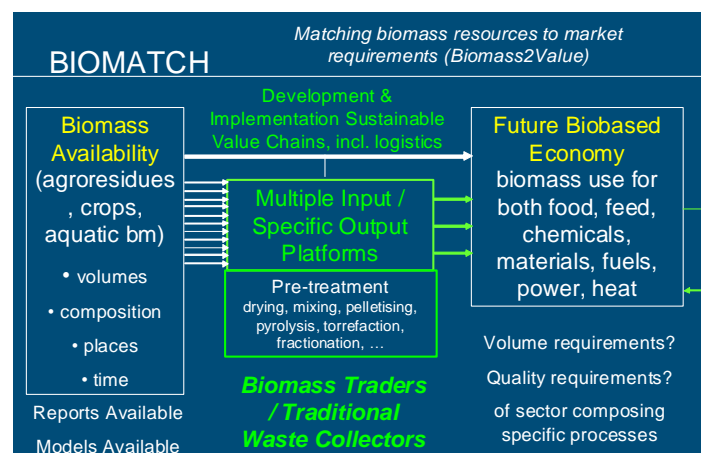 BIOMATCH
Matching biomass resources to market
requirements (Biomass2Value)
Development &
Implementation Sustainable
Value Chains, incl. logistics
Biomass
Availability
(agroresidues
, crops,
aquatic bm)
• volumes
• composition
• places
• time
Reports Available
Models Available
Multiple Input /
Specific Output
Platforms
Pre-treatment
drying, mixing, pelletising,
pyrolysis, torrefaction,
fractionation, ...
Biomass Traders
/ Traditional
Waste Collectors
Future Biobased
Economy
biomass use for
both food, feed,
chemicals,
materials, fuels,
power, heat
Volume requirements?
Quality requirements?
of sector composing
specific processes